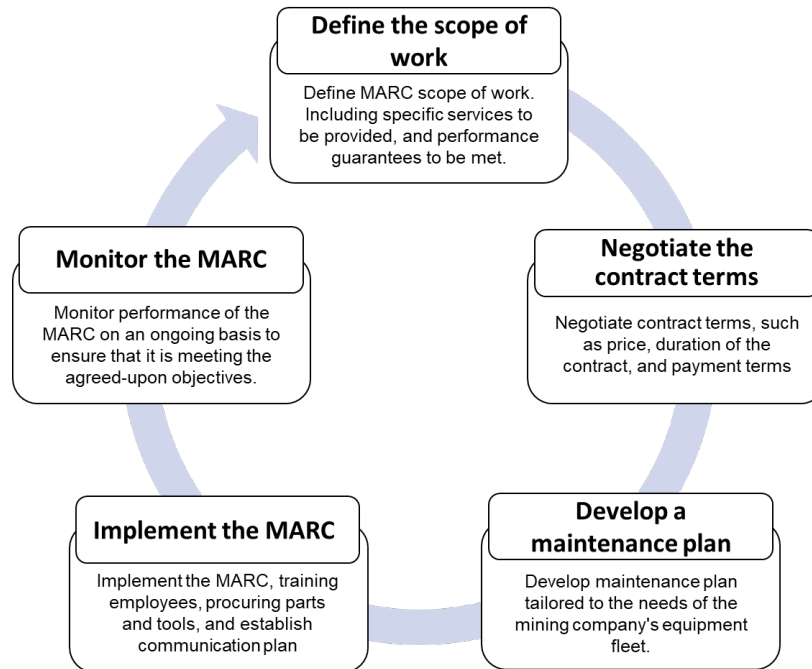 Define the scope of
work
Define MARC scope of work.
Including specific services to
be provided, and performance
guarantees to be met.
Negotiate the
contract terms
Negotiate contract terms, such
as price, duration of the
contract, and payment terms
Develop a
maintenance plan
Develop maintenance plan
tailored to the needs of the
mining company's equipment
fleet.
Implement the MARC
Implement the MARC, training
employees, procuring parts
and tools, and establish
communication plan
Monitor the MARC
Monitor performance of the
MARC on an ongoing basis to
ensure that it is meeting the
agreed-upon objectives.